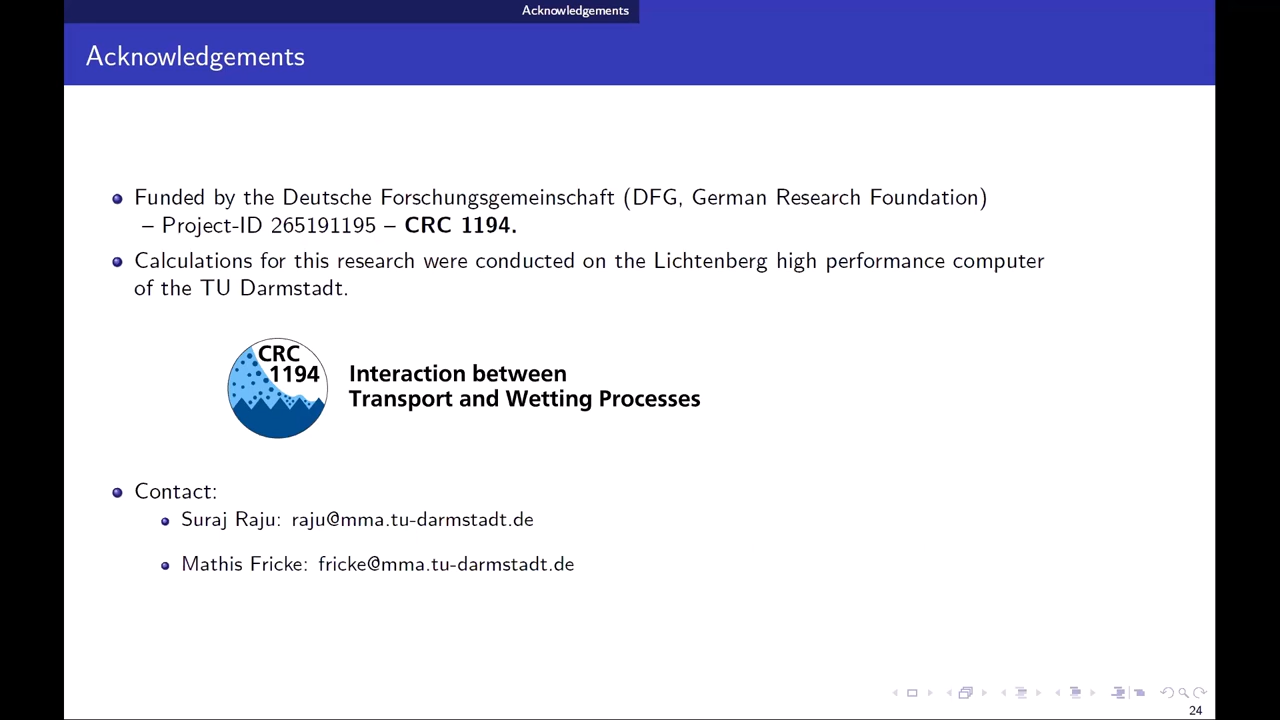 Acknowledgements
Acknowledgements
Funded by the Deutsche Forschungsgemeinschaft (DFG, German Research Foundation)
– Project-ID 265191195 – CRC 1194.
Calculations for this research were conducted on the Lichtenberg high performance computer
of the TU Darmstadt.
CRC
1194
Interaction between
Transport and Wetting Processes
Contact:
Suraj Raju: raju@mma.tu-darmstadt.de
Mathis Fricke: fricke@mma.tu-darmstadt.de
24